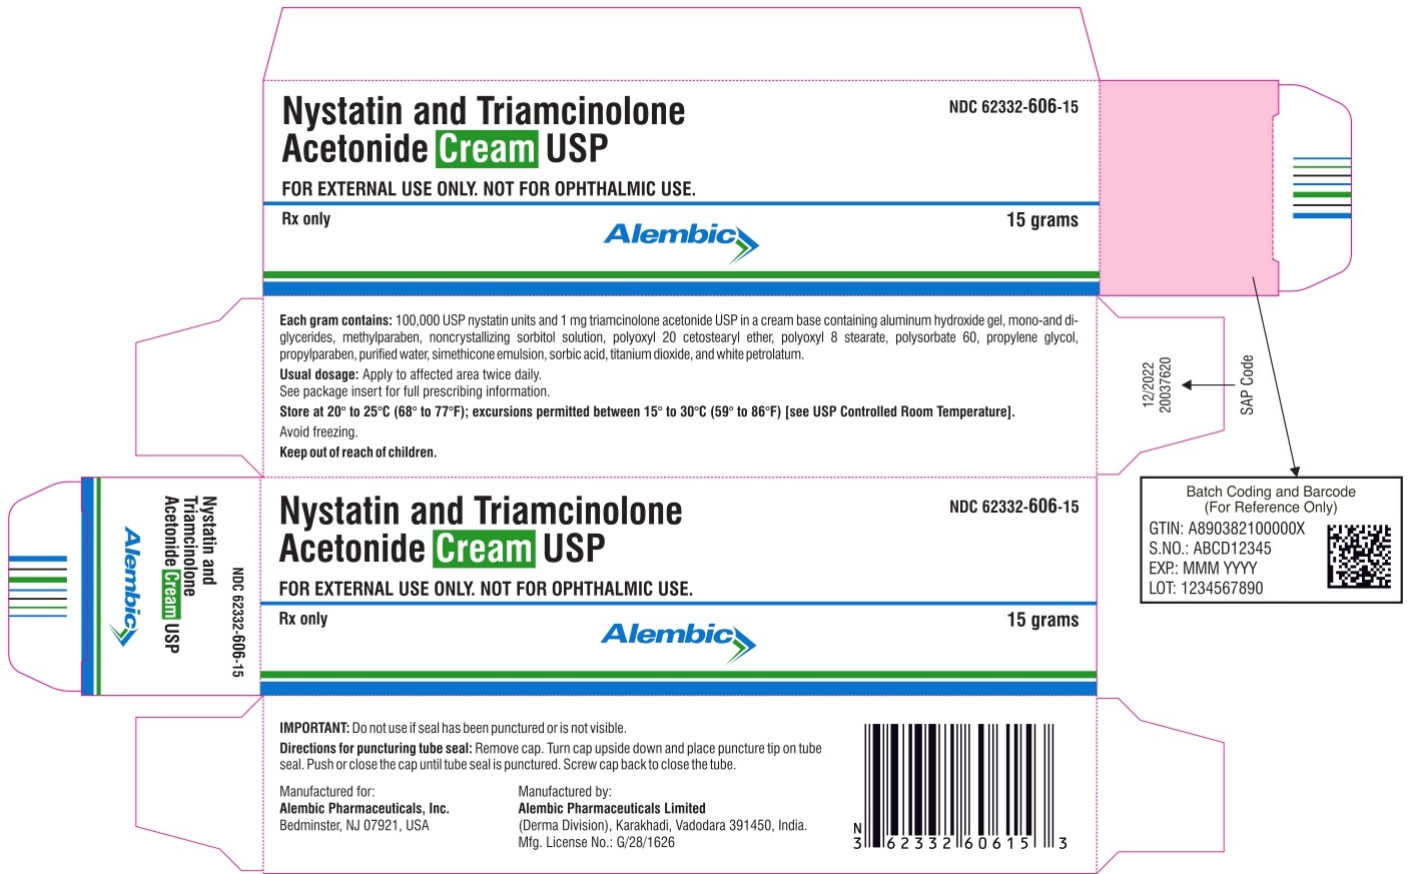 Nystatin and Triamcinolone
Acetonide Cream USP
NDC 62332-606-15
FOR EXTERNAL USE ONLY. NOT FOR OPHTHALMIC USE.
Rx only
Alembic
15 grams
Each gram contains: 100,000 USP nystatin units and 1 mg triamcinolone acetonide USP in a cream base containing aluminum hydroxide gel, mono-and di-
glycerides, methylparaben, noncrystallizing sorbitol solution, polyoxyl 20 cetostearyl ether, polyoxyl 8 stearate, polysorbate 60, propylene glycol,
propylparaben, purified water, simethicone emulsion, sorbic acid, titanium dioxide, and white petrolatum.
Usual dosage: Apply to affected area twice daily.
See package insert for full prescribing information.
Store at 20° to 25°C (68° to 77°F); excursions permitted between 15° to 30°C (59° to 86°F) [see USP Controlled Room Temperature].
Avoid freezing.
Keep out of reach of children.
12/2022
20037620
SAP Code
Nystatin and
Triamcinolone
Acetonide Cream USP
NDC 62332-606-15
Alembic
Nystatin and Triamcinolone
Acetonide Cream USP
NDC 62332-606-15
FOR EXTERNAL USE ONLY. NOT FOR OPHTHALMIC USE.
Rx only
Alembic
15 grams
Batch Coding and Barcode
(For Reference Only)
GTIN: A890382100000X
S.NO.: ABCD12345
EXP.: MMM YYYY
LOT: 1234567890
IMPORTANT: Do not use if seal has been punctured or is not visible.
Directions for puncturing tube seal: Remove cap. Turn cap upside down and place puncture tip on tube
seal. Push or close the cap until tube seal is punctured. Screw cap back to close the tube.
Manufactured for:
Alembic Pharmaceuticals, Inc.
Bedminster, NJ 07921, USA
Manufactured by:
Alembic Pharmaceuticals Limited
(Derma Division), Karakhadi, Vadodara 391450, India.
Mfg. License No.: G/28/1626
N
3 62332 60615 3